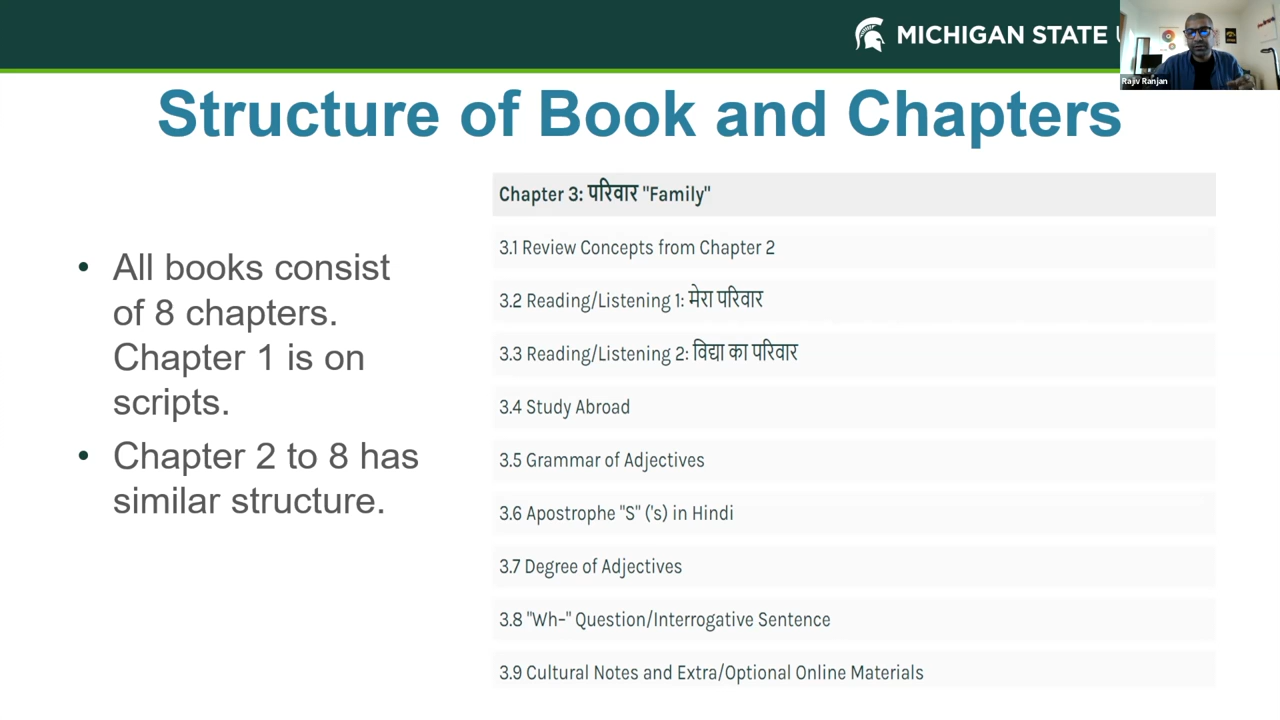 MICHIGAN STATE
Rajiv Ranjan
Structure of Book and Chapters
• All books consist
of 8 chapters.
Chapter 1 is on
scripts.
• Chapter 2 to 8 has
similar structure.
Chapter 3: परिवार "Family"
3.1 Review Concepts from Chapter 2
3.2 Reading/Listening 1: मेरा परिवार
3.3 Reading/Listening 2: विद्या का परिवार
3.4 Study Abroad
3.5 Grammar of Adjectives
3.6 Apostrophe "S" ('s) in Hindi
3.7 Degree of Adjectives
3.8 "Wh-" Question/Interrogative Sentence
3.9 Cultural Notes and Extra/Optional Online Materials